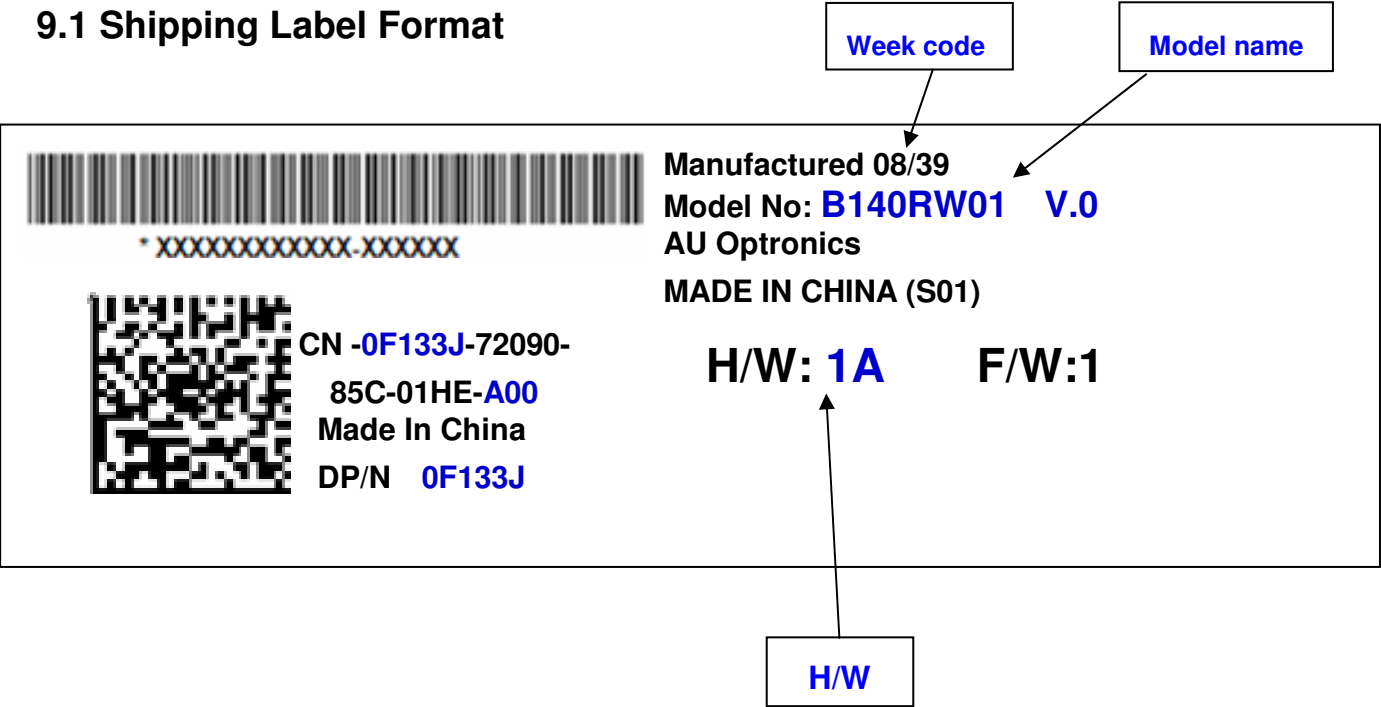 9.1 Shipping Label Format
Week code
Model name
Manufactured 08/39
Model No: B140RW01 V.0
AU Optronics
MADE IN CHINA (S01)
* XXXXXXXXXXXX-XXXXXX
CN -0F133J-72090-
85C-01HE-A00
Made In China
DP/N 0F133J
H/W: 1A F/W:1
H/W